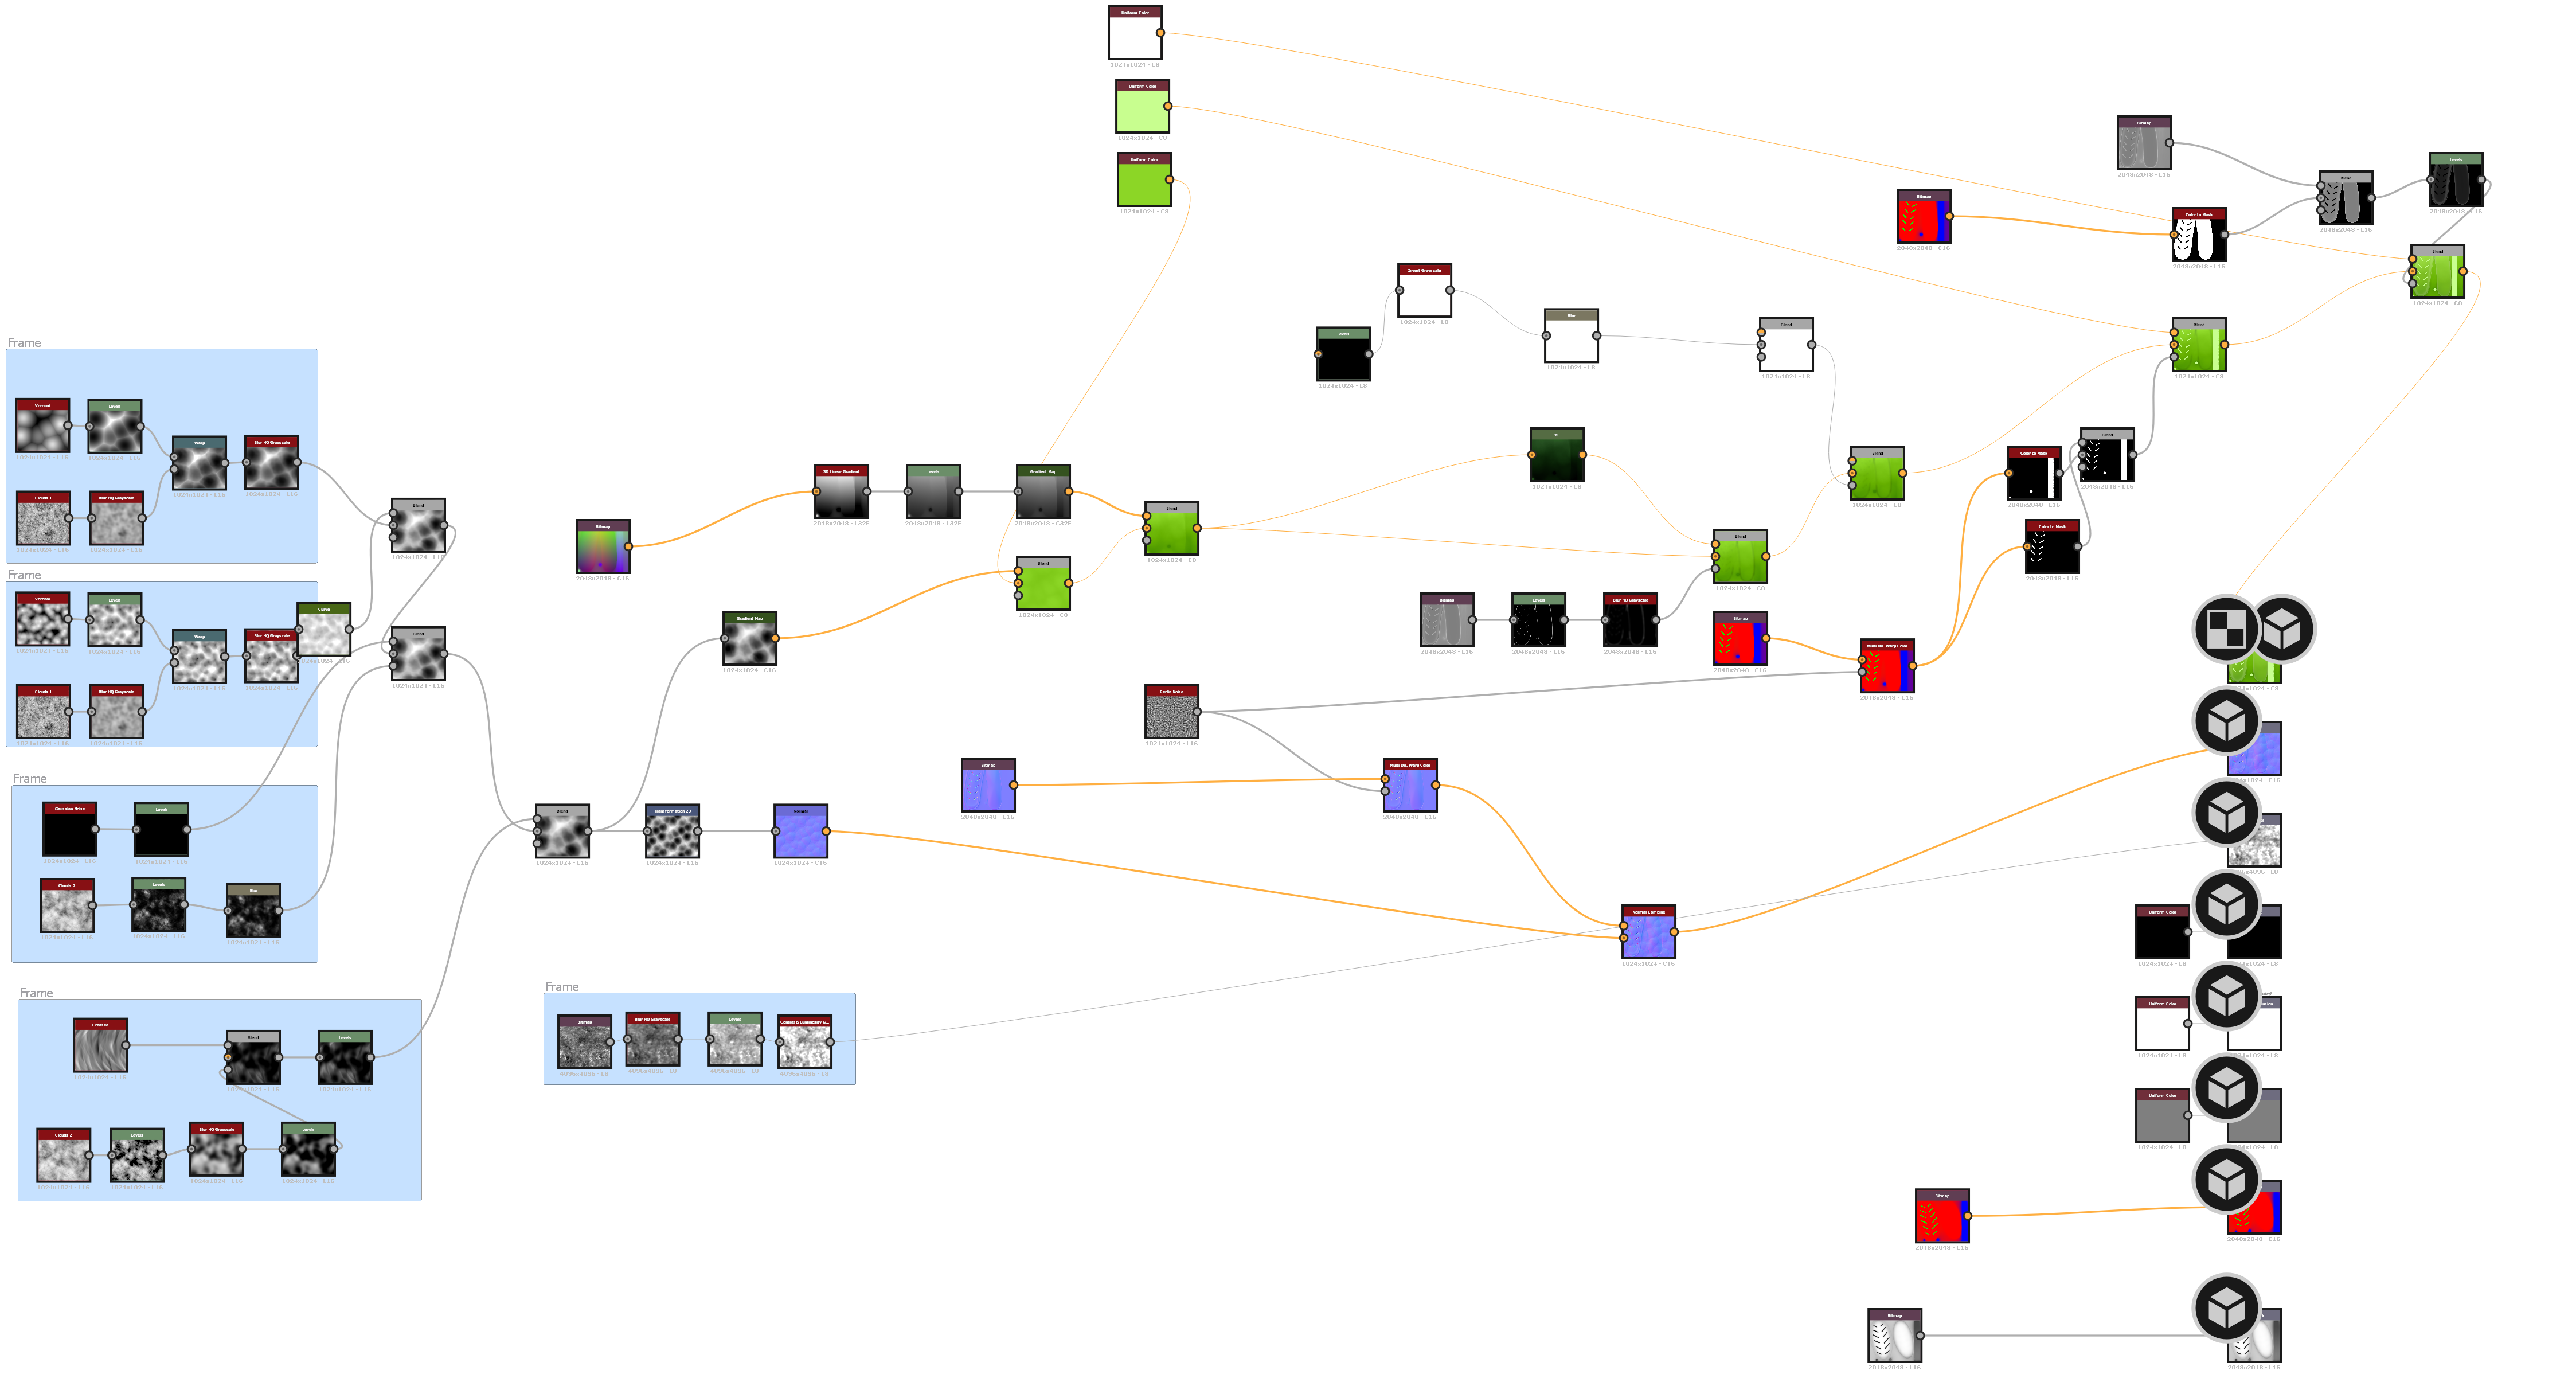 Uniform Color
1024x1024 - C8
Uniform Color
1024x1024 - C8
Uniform Color
1024x1024 - C8
Bitmap
2048x2048 - L16
Blend
2048x2048 - L16
Levels
2048x2048 - L16
Bitmap
2048x2048 - C16
Color to Mask
2048x2048 - L16
Blend
1024x1024 - C8
Invert Grayscale
1024x1024 - L8
Levels
1024x1024 - L8
Blur
1024x1024 - L8
Blend
1024x1024 - L8
Blend
1024x1024 - C8
Frame
Voronoi
1024x1024 - L16
Levels
1024x1024 - L16
Warp
1024x1024 - L16
Blur HQ Grayscale
1024x1024 - L16
Clouds 1
1024x1024 - L16
Blur HQ Grayscale
1024x1024 - L16
Blend
1024x1024 - L16
Frame
Voronoi
1024x1024 - L16
Levels
1024x1024 - L16
Warp
1024x1024 - L16
Blur HQ Grayscale
1024x1024 - L16
Curve
Clouds 1
1024x1024 - L16
Blur HQ Grayscale
1024x1024 - L16
Blend
1024x1024 - L16
Bitmap
2048x2048 - C16
3D Linear Gradient
2048x2048 - L32F
Levels
2048x2048 - L32F
Gradient Map
2048x2048 - C32F
Blend
1024x1024 - C8
Blend
1024x1024 - C8
Gradient Map
1024x1024 - C16
HSL
1024x1024 - C8
Blend
1024x1024 - C8
Blend
1024x1024 - C8
Bitmap
2048x2048 - L16
Levels
2048x2048 - L16
Blur HQ Grayscale
2048x2048 - L16
Bitmap
2048x2048 - C16
Multi Dir. Warp Color
2048x2048 - C16
Color to Mask
2048x2048 - L16
Color to Mask
2048x2048 - L16
Blend
2048x2048 - L16
Perlin Noise
1024x1024 - L16
Bitmap
2048x2048 - C16
Multi Dir. Warp Color
2048x2048 - C16
Frame
Gaussian Noise
1024x1024 - L16
Levels
1024x1024 - L16
Clouds 2
1024x1024 - L16
Levels
1024x1024 - L16
Blur
1024x1024 - L16
Blend
1024x1024 - L16
Transformation 2D
1024x1024 - L16
Normal
1024x1024 - C16
Normal Combine
1024x1024 - C16
Frame
Creased
1024x1024 - L16
Blend
1024x1024 - L16
Levels
1024x1024 - L16
Clouds 2
1024x1024 - L16
Levels
1024x1024 - L16
Blur HQ Grayscale
1024x1024 - L16
Levels
1024x1024 - L16
Frame
Bitmap
4096x4096 - L8
Blur HQ Grayscale
4096x4096 - L8
Levels
4096x4096 - L8
Contrast/Luminosity G...
4096x4096 - L8
Uniform Color
1024x1024 - L8
1024x1024 - L8
Uniform Color
1024x1024 - L8
1024x1024 - L8
Uniform Color
1024x1024 - L8
1024x1024 - L8
Bitmap
2048x2048 - C16
2048x2048 - C16
Bitmap
2048x2048 - L16
2048x2048 - L16